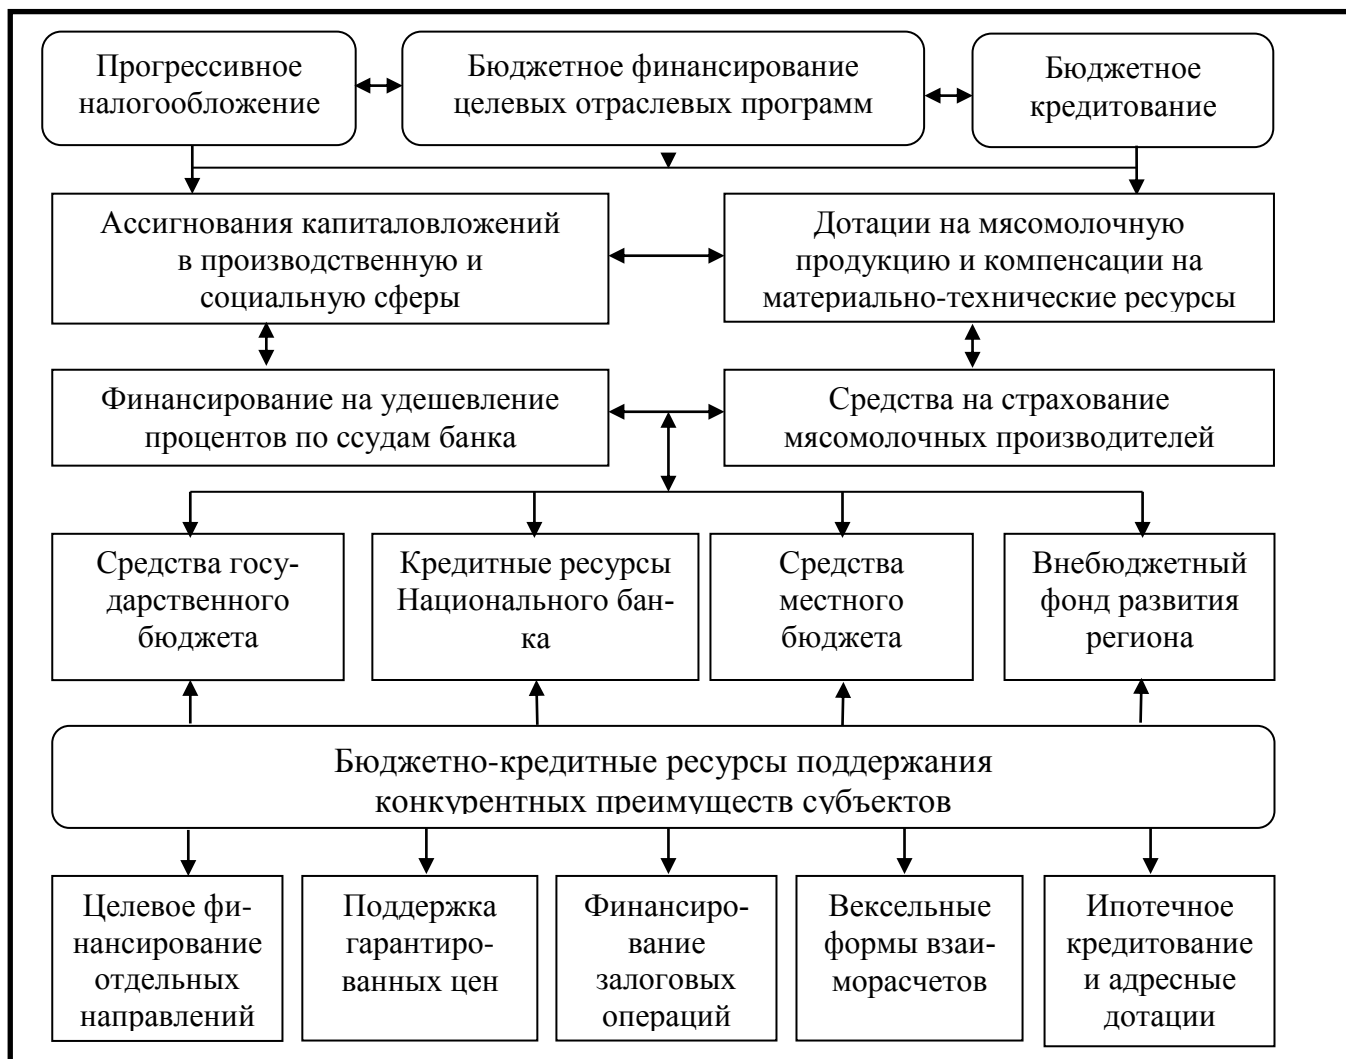 Прогрессивное
налогообложение
Бюджетное финансирование
целевых отраслевых программ
Бюджетное
кредитование
Ассигнования капиталовложений
в производственную и
социальную сферы
Дотации на мясомолочную
продукцию и компенсации на
материально-технические ресурсы
Финансирование на удешевление
процентов по ссудам банка
Средства на страхование
мясомолочных производителей
Средства госу-
дарственного
бюджета
Кредитные ресурсы
Национального бан-
ка
Средства
местного
бюджета
Внебюджетный
фонд развития
региона
Бюджетно-кредитные ресурсы поддержания
конкурентных преимуществ субъектов
Целевое фи-
нансирование
отдельных
направлений
Поддержка
гарантиро-
ванных цен
Финансиро-
вание
залоговых
операций
Вексельные
формы взаи-
морасчетов
Ипотечное
кредитование
и адресные
дотации